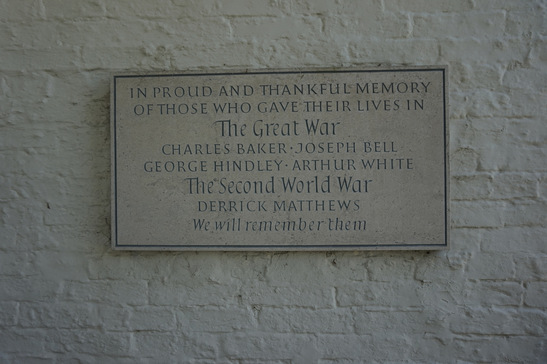 IN PROUD AND THANKFUL MEMORY
OF THOSE WHO GAVE THEIR LIVES IN
The Great War
CHARLES BAKER·JOSEPH BELL
GEORGE HINDLEY·ARTHUR WHITE
The Second World War
DERRICK MATTHEWS
We will remember them